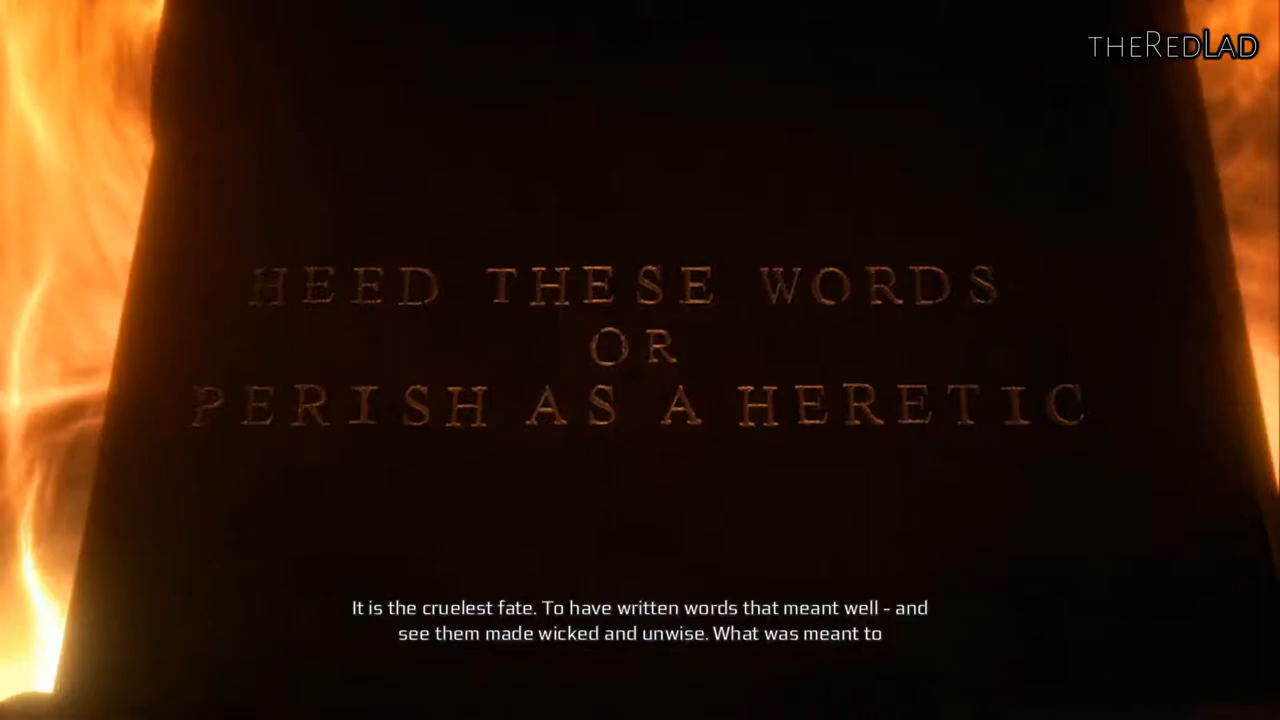 THEREDLAD
HEED THESE WORDS
OR
PERISH AS A HERETIC
It is the cruelest fate. To have written words that meant well - and
see them made wicked and unwise. What was meant to